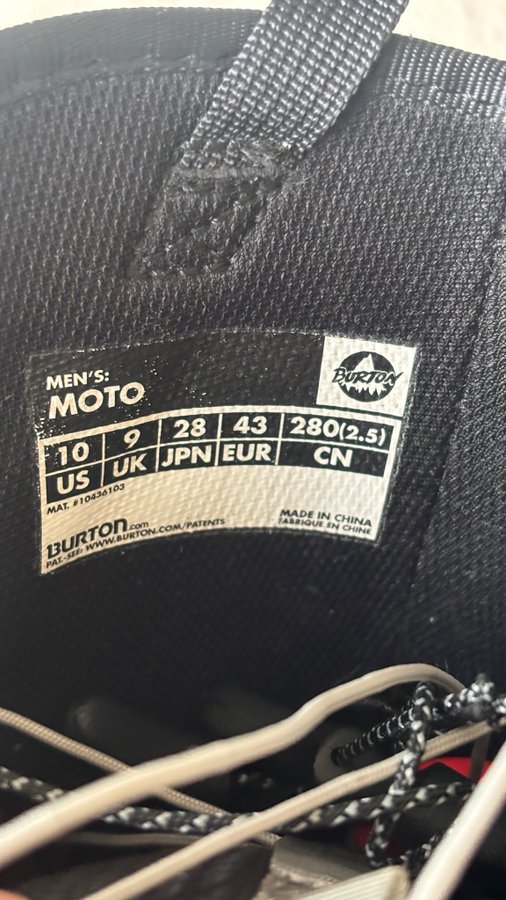 MEN'S:
MOTO
BURTON
10 9 28 43 280(2.5)
US UK JPN EUR CN
MAT. #10436103
BURTON.com
PAT.-SEE: WWW.BURTON.COM/PATENTS
MADE IN CHINA
FABRIQUE EN CHINE